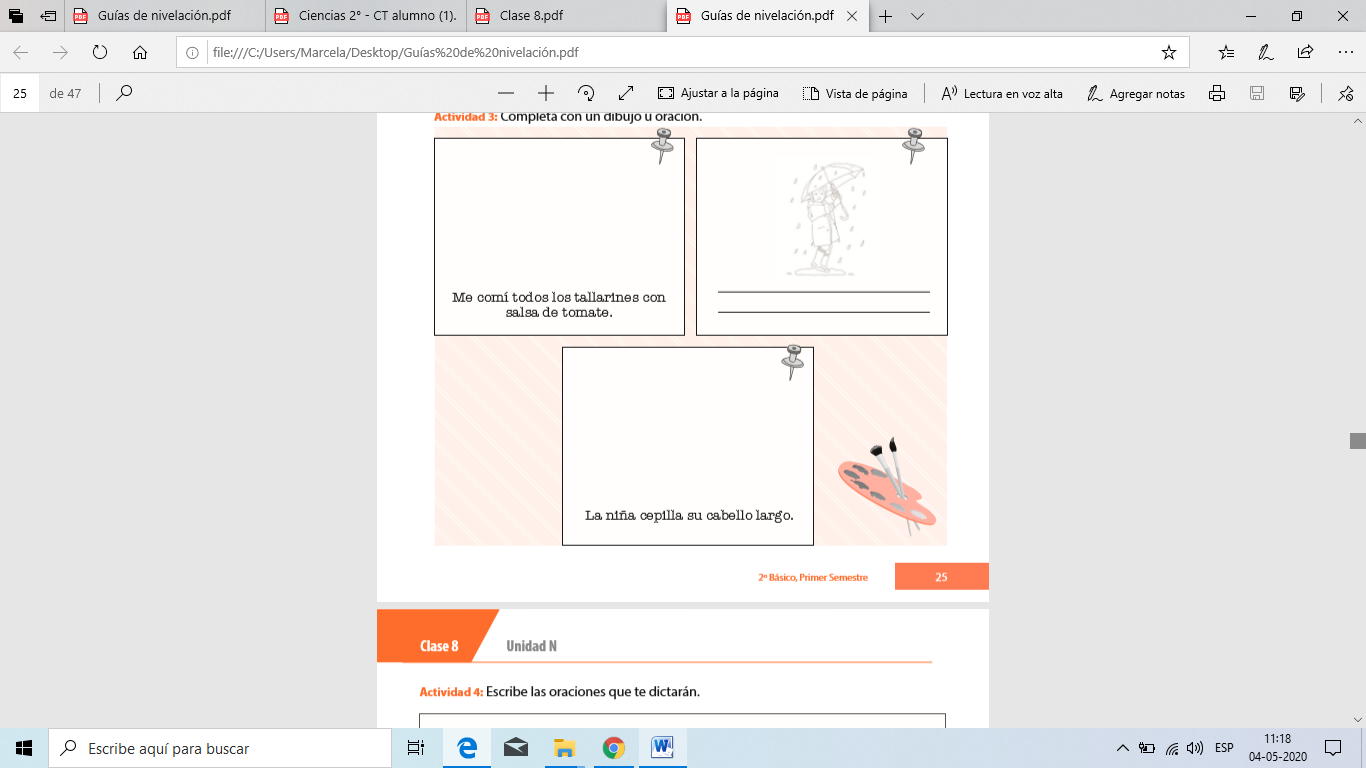 Guías de nivelación.pdf
Ciencias 2° - CT alumno (1).
Clase 8.pdf
Guías de nivelación.pdf
file:///C:/Users/Marcela/Desktop/Guías%20de%20nivelación.pdf
25 de 47
Ajustar a la página
Vista de página
Lectura en voz alta
Agregar notas
Actividad 3: Completa con un dibujo u oración.
Me comí todos los tallarines con
salsa de tomate.
La niña cepilla su cabello largo.
2º Básico, Primer Semestre
25
Clase 8
Unidad N
Actividad 4: Escribe las oraciones que te dictarán.
Escribe aquí para buscar
ESP
11:18
04-05-2020